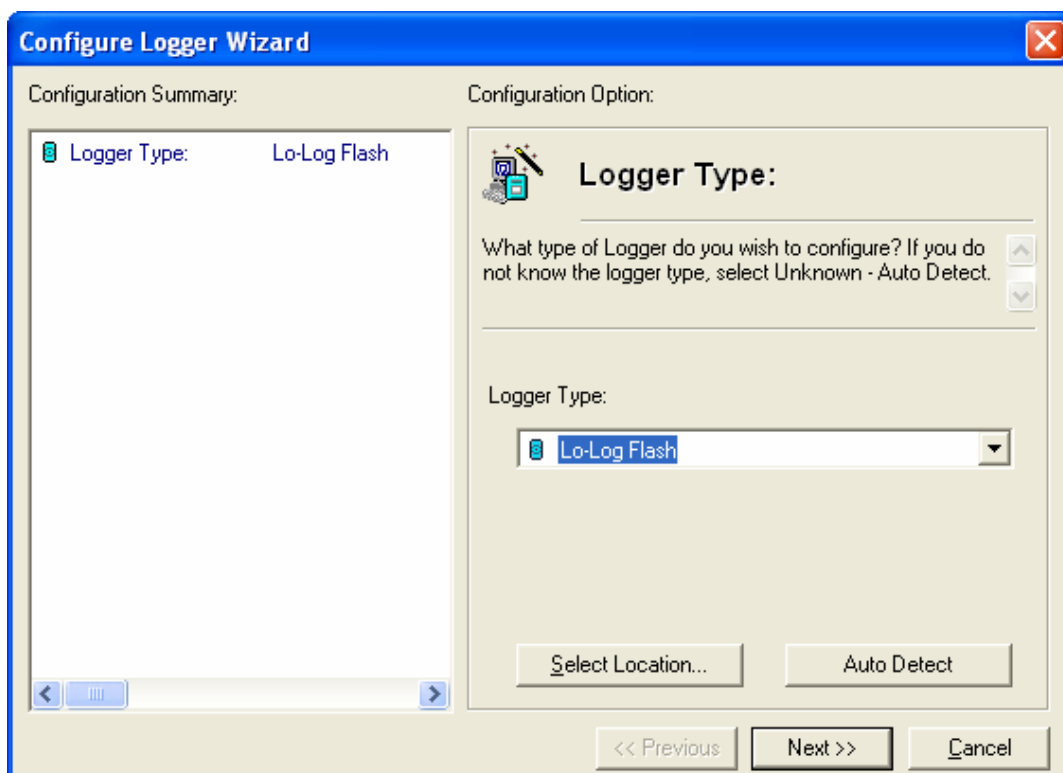 Configure Logger Wizard
Configuration Summary:
Configuration Option:
Logger Type: Lo-Log Flash
Logger Type:
What type of Logger do you wish to configure? If you do
not know the logger type, select Unknown - Auto Detect.
Logger Type:
Lo-Log Flash
Select Location...
Auto Detect
<< Previous
Next >>
Cancel